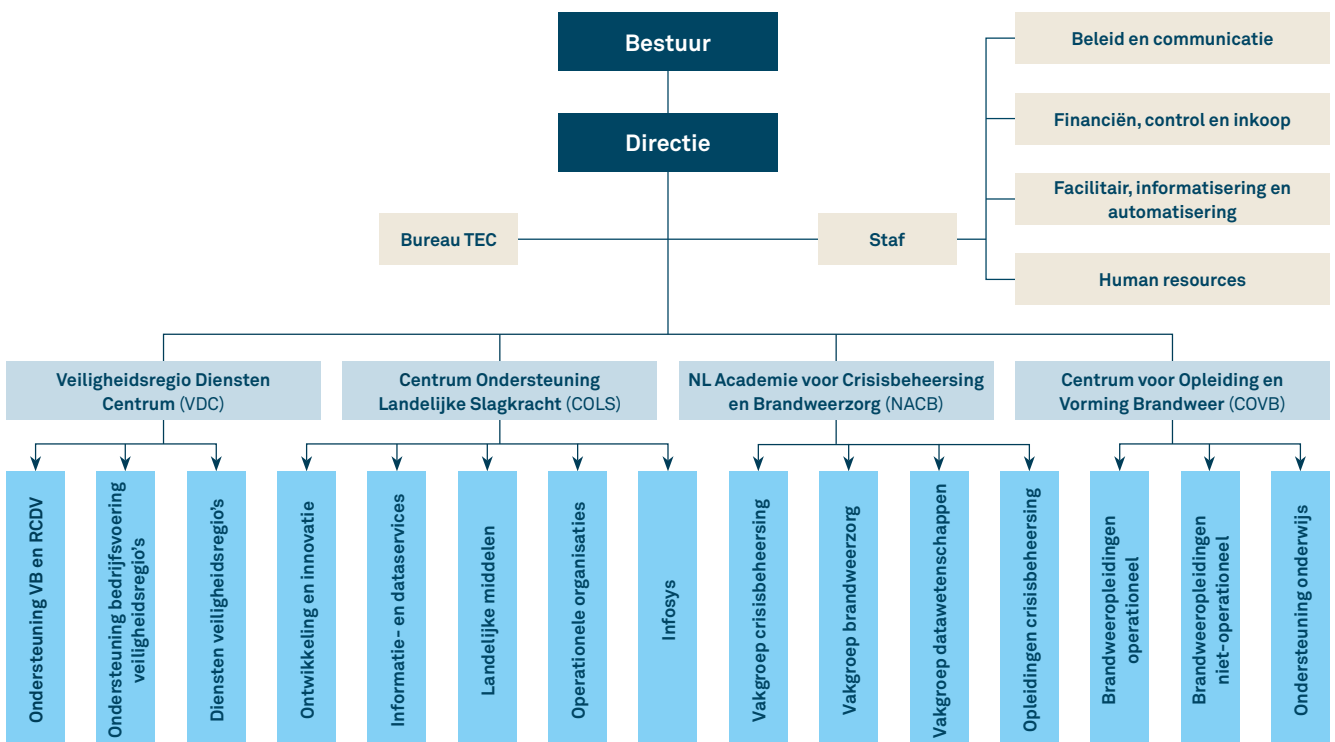 Bestuur
Directie
Bureau TEC
Staf
Beleid en communicatie
Financiën, control en inkoop
Facilitair, informatisering en
automatisering
Human resources
Veiligheidsregio Diensten
Centrum (VDC)
Centrum Ondersteuning
Landelijke Slagkracht (COLS)
NL Academie voor Crisisbeheersing
en Brandweerzorg (NACB)
Centrum voor Opleiding en
Vorming Brandweer (COVB)
Ondersteuning VB en RCDV
Ondersteuning bedrijfsvoering
veiligheidsregio’s
Diensten veiligheidsregio’s
Ontwikkeling en innovatie
Informatie- en dataservices
Landelijke middelen
Operationele organisaties
Infosys
Vakgroep crisisbeheersing
Vakgroep brandweerzorg
Vakgroep datawetenschappen
Opleidingen crisisbeheersing
Brandweeropleidingen
operationeel
Brandweeropleidingen
niet-operationeel
Ondersteuning onderwijs